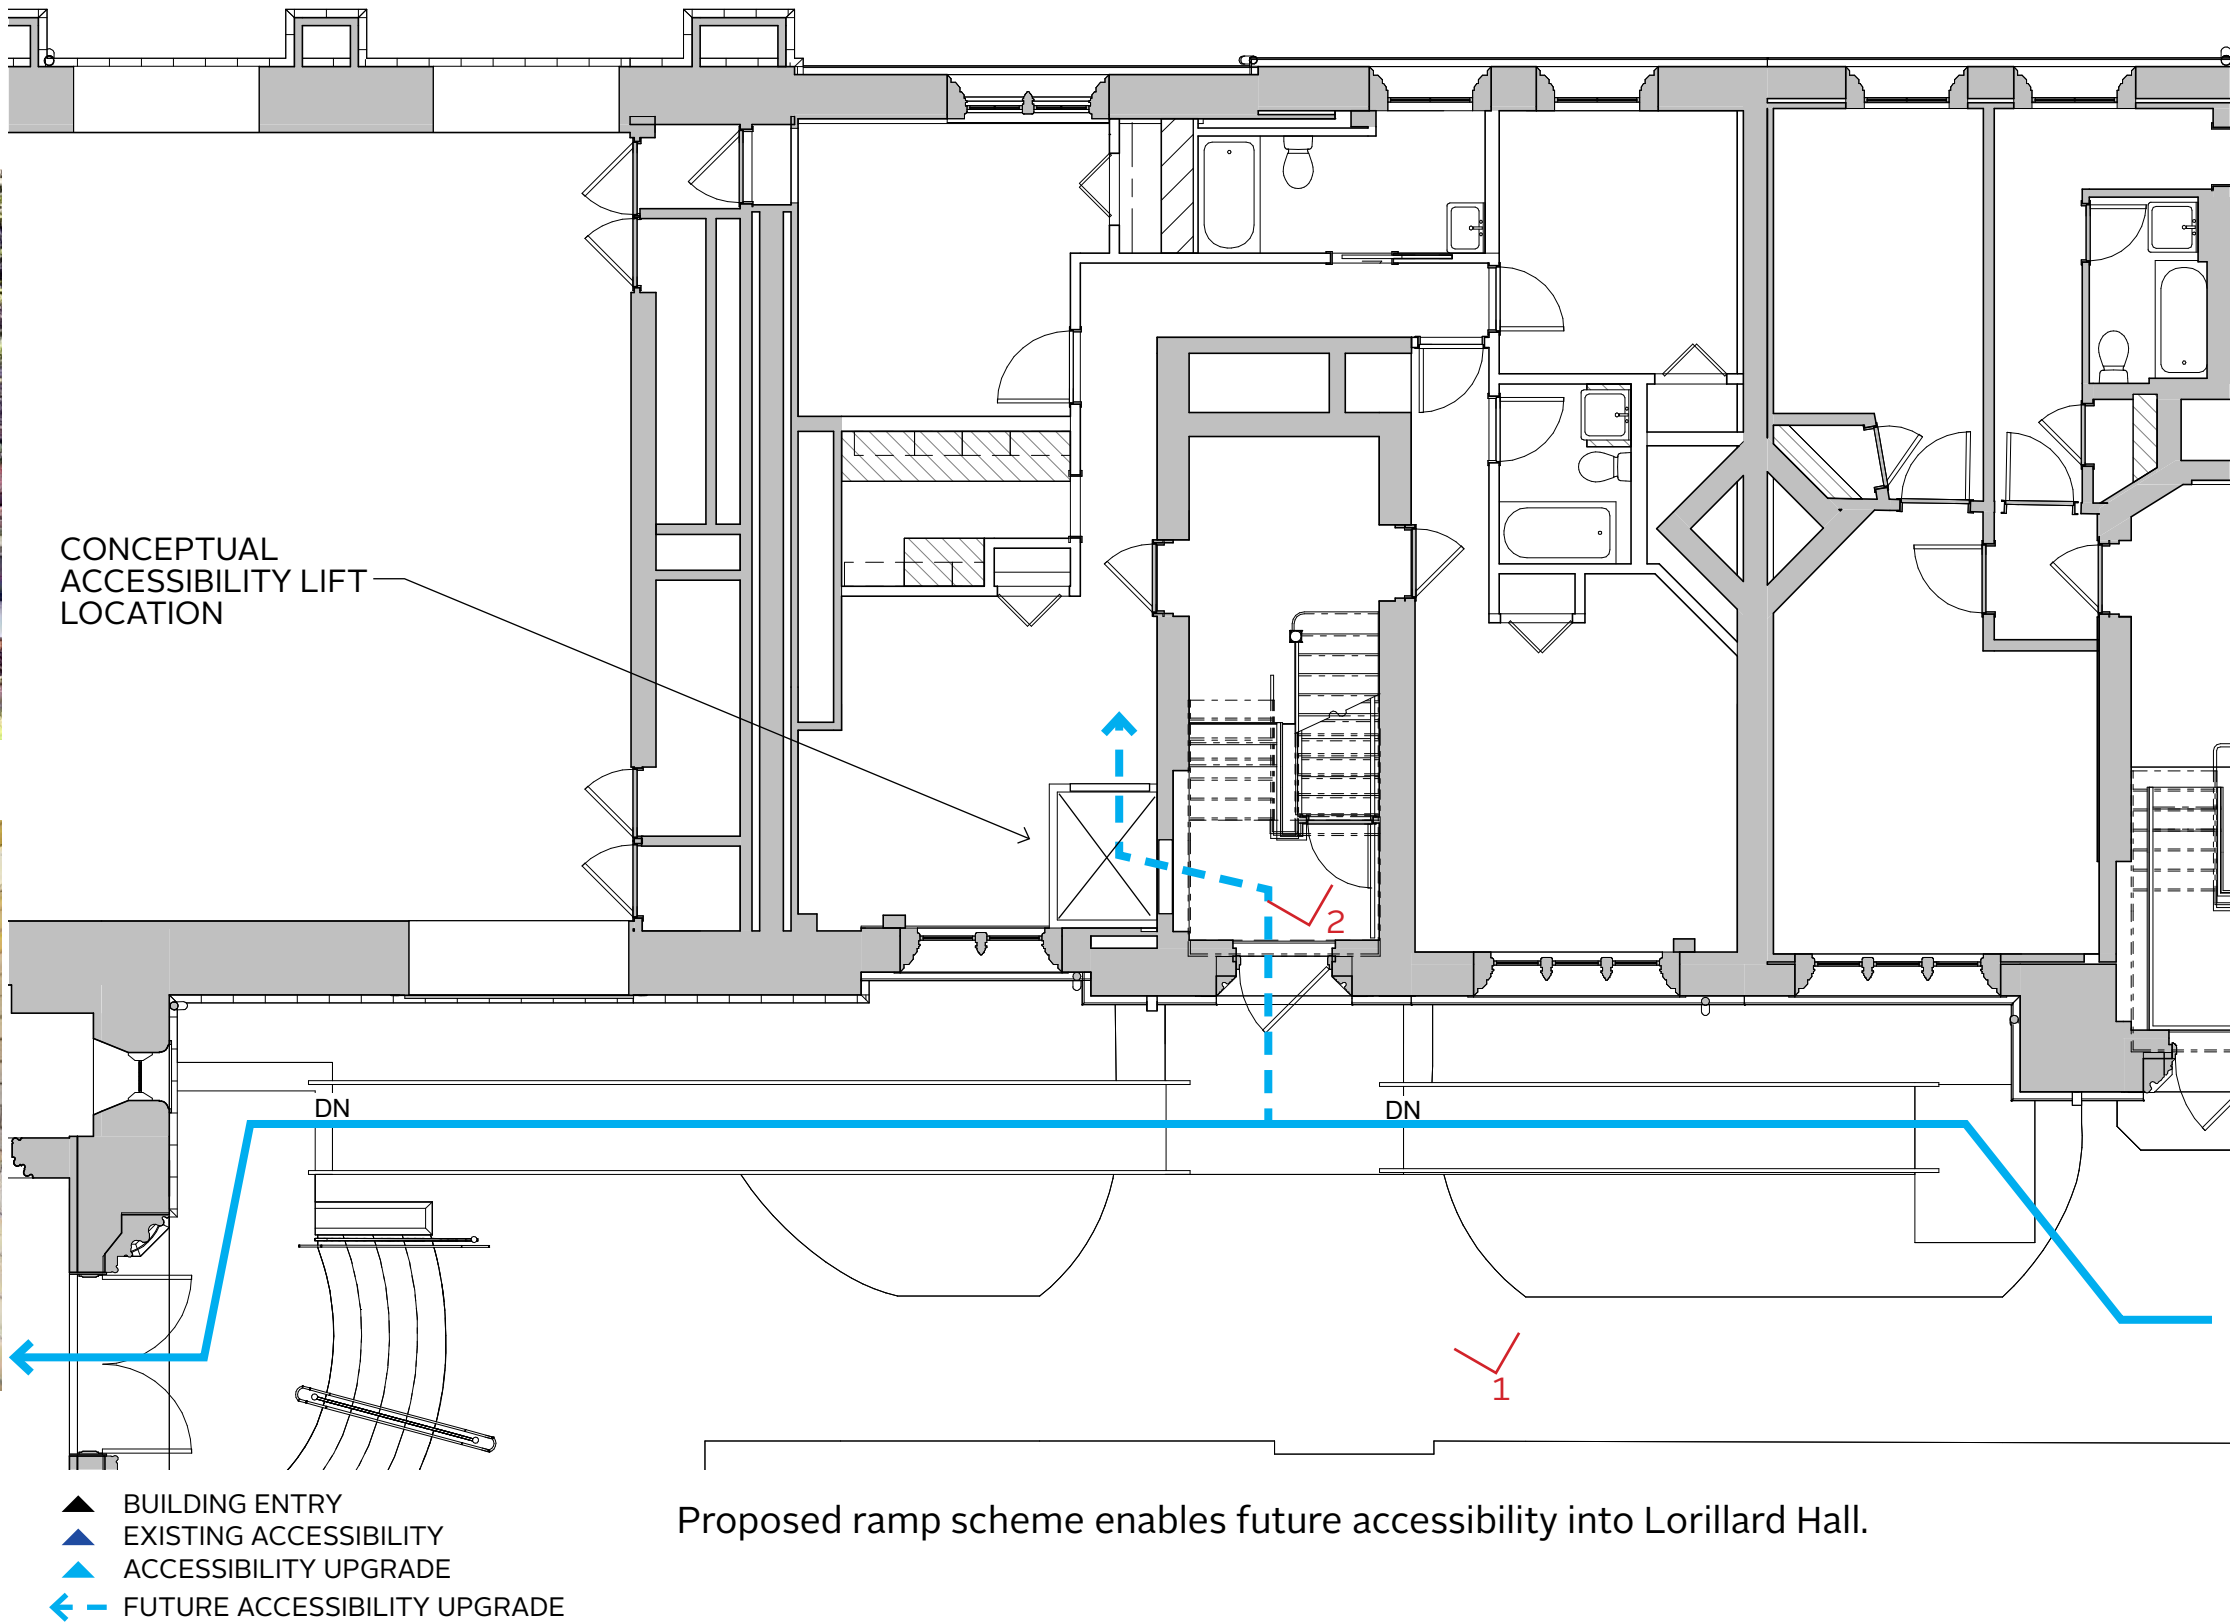 CONCEPTUAL
ACCESSIBILITY LIFT
LOCATION
2
DN
DN
1
BUILDING ENTRY
EXISTING ACCESSIBILITY
ACCESSIBILITY UPGRADE
FUTURE ACCESSIBILITY UPGRADE
Proposed ramp scheme enables future accessibility into Lorillard Hall.